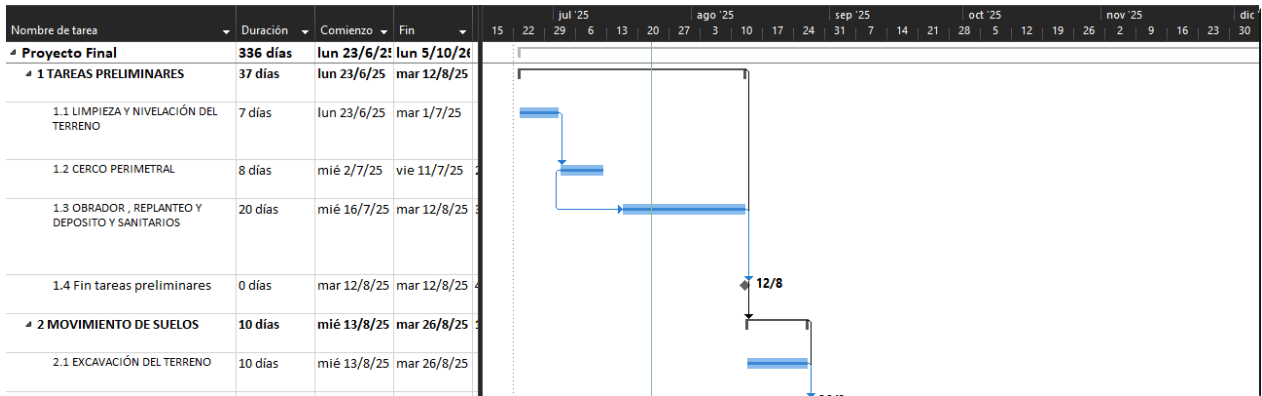 jul '25 ago '25 sep '25 oct '25 nov '25 dic
Nombre de tarea Duración Comienzo Fin 15 22 29 6 13 20 27 3 10 17 24 31 7 14 21 28 5 12 19 26 2 9 16 23 30
Proyecto Final 336 días lun 23/6/25 lun 5/10/26
1 TAREAS PRELIMINARES 37 días lun 23/6/25 mar 12/8/25
1.1 LIMPIEZA Y NIVELACIÓN DEL 7 días lun 23/6/25 mar 1/7/25
TERRENO
1.2 CERCO PERIMETRAL 8 días mié 2/7/25 vie 11/7/25
1.3 OBRADOR , REPLANTEO Y 20 días mié 16/7/25 mar 12/8/25
DEPOSITO Y SANITARIOS
1.4 Fin tareas preliminares 0 días mar 12/8/25 mar 12/8/25 12/8
2 MOVIMIENTO DE SUELOS 10 días mié 13/8/25 mar 26/8/25
2.1 EXCAVACIÓN DEL TERRENO 10 días mié 13/8/25 mar 26/8/25